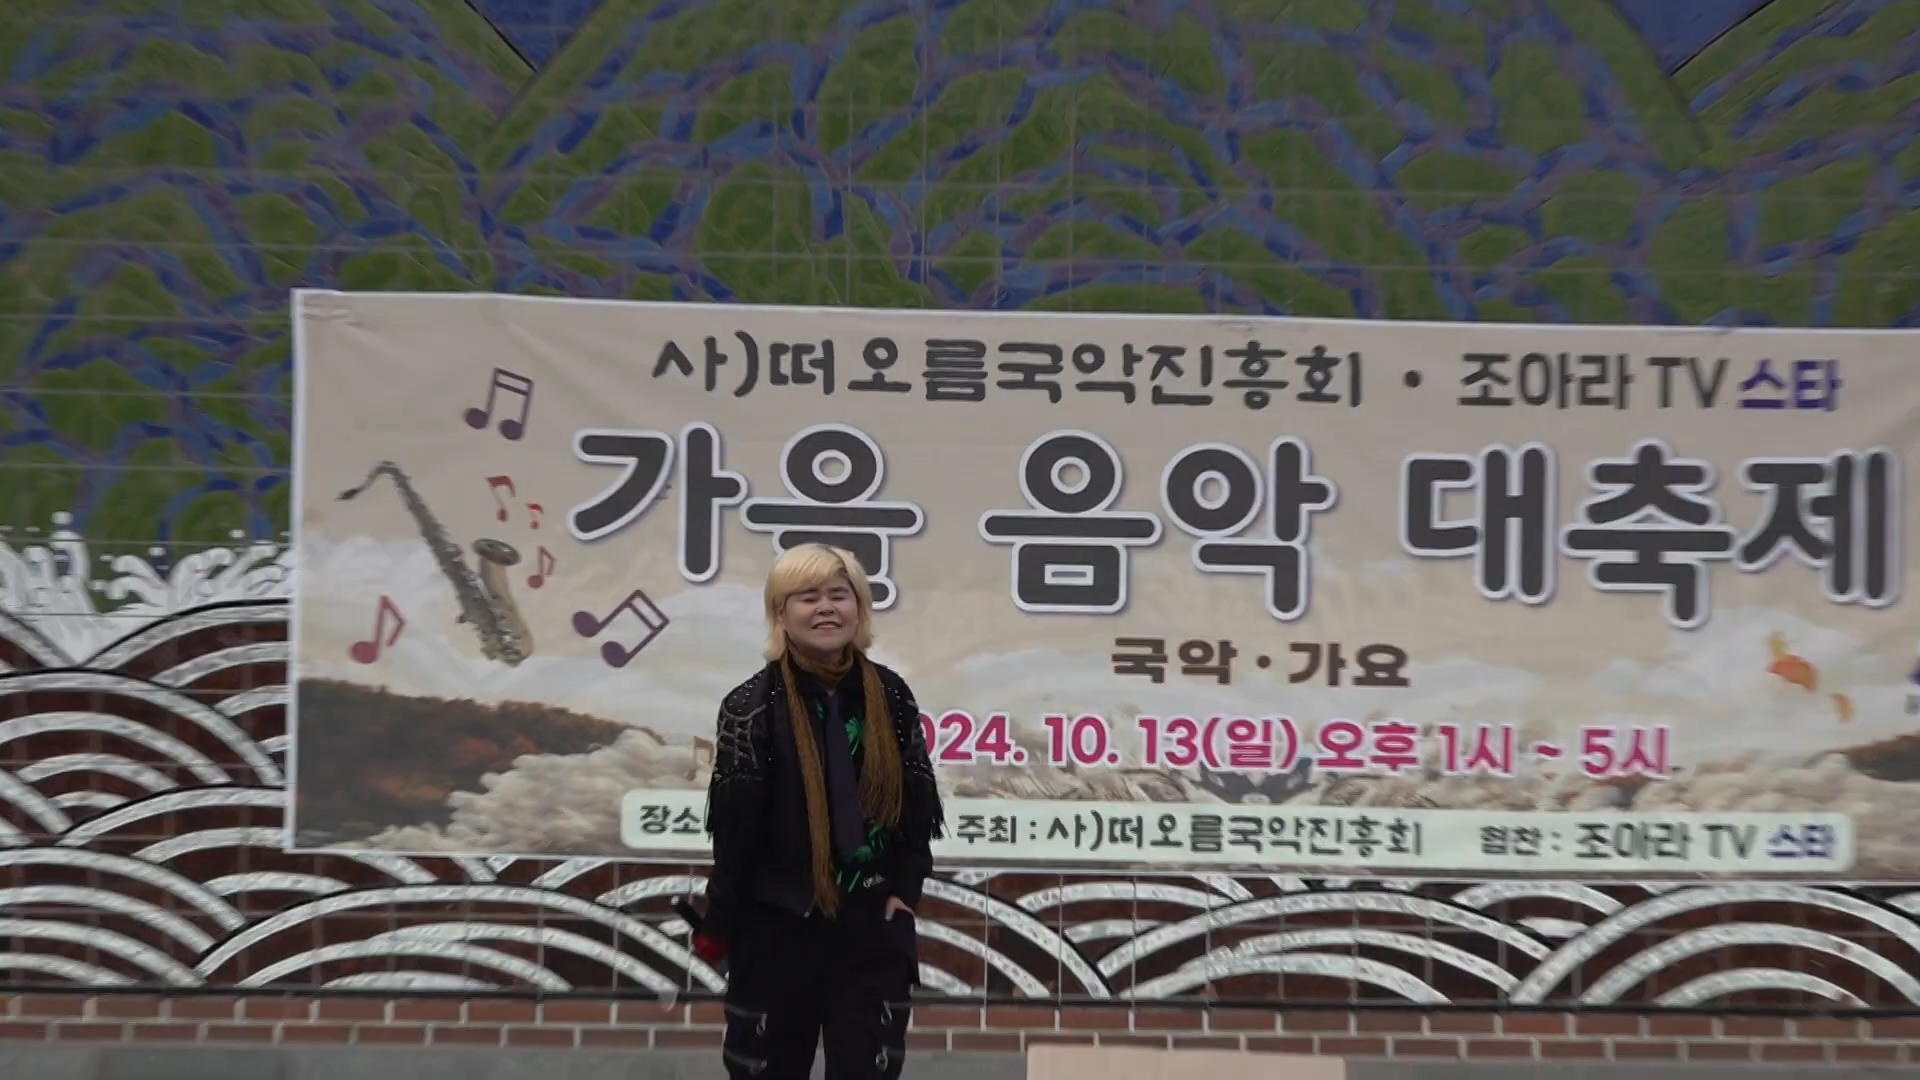 사)떠오름국악진흥회 · 조아라 TV 스타
가을 음악 대축제
국악 · 가요
024. 10. 13(일) 오후 1시 ~ 5시
장소 주최 : 사)떠오름국악진흥회 협찬 : 조아라 TV 스타